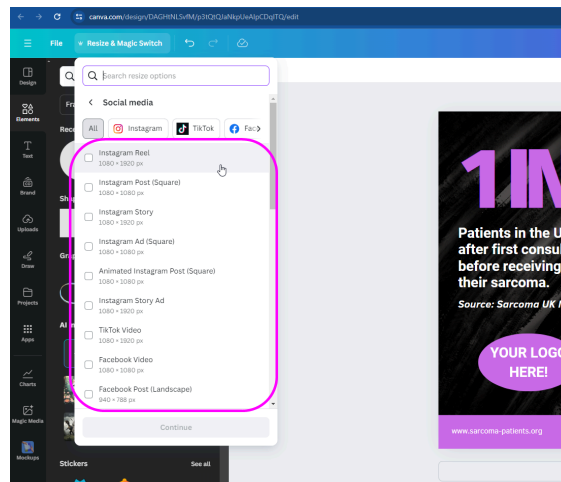 canva.com/design/DAGHtNLSvfM/p3tQtQJaNkpUeAlpCDqITQ/edit
File
Resize & Magic Switch
Design
Elements
Text
Brand
Uploads
Draw
Projects
Apps
Charts
Magic Media
Mockups
Search resize options
Social media
All
Instagram
TikTok
Instagram Reel
1080 × 1920 px
Instagram Post (Square)
1080 × 1080 px
Instagram Story
1080 × 1920 px
Instagram Ad (Square)
1080 × 1080 px
Animated Instagram Post (Square)
1080 × 1080 px
Instagram Story Ad
1080 × 1920 px
TikTok Video
1080 × 1920 px
Facebook Video
1080 × 1080 px
Facebook Post (Landscape)
940 × 788 px
Continue
Stickers
See all
1IN
Patients in the U
after first consul
before receiving
their sarcoma.
Source: Sarcoma UK
YOUR LOGO
HERE!
www.sarcoma-patients.org